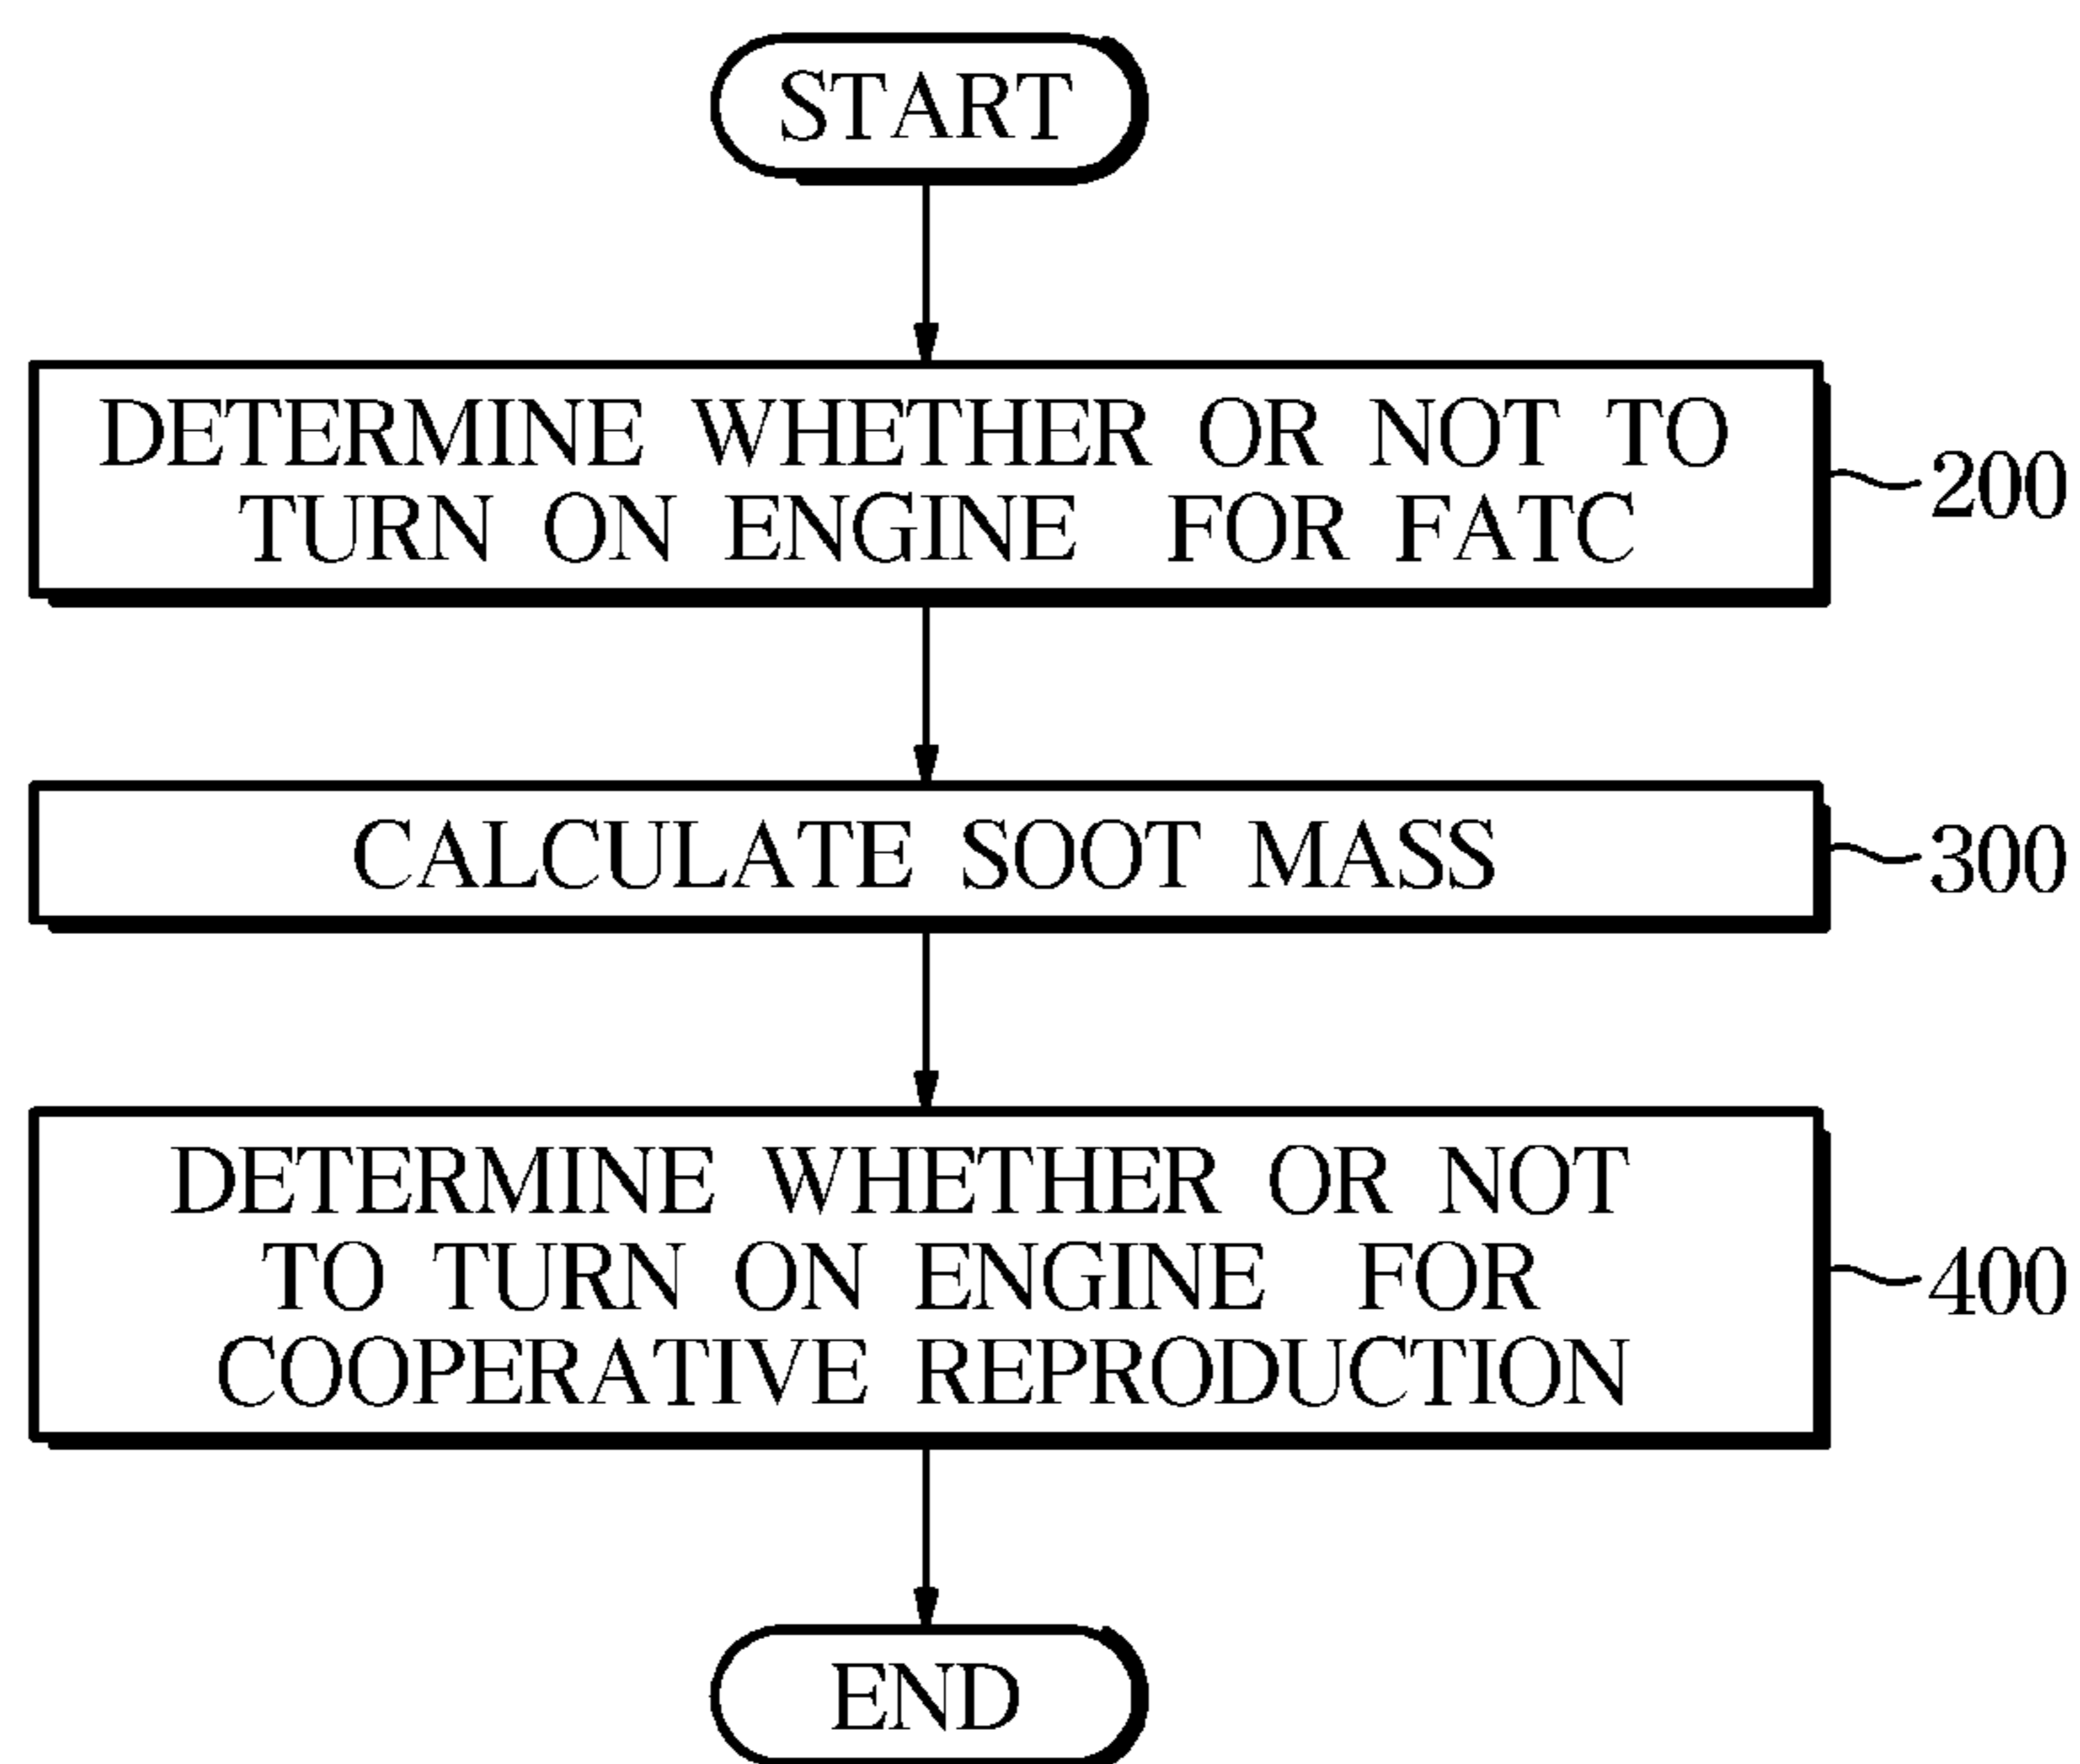 START
DETERMINE WHETHER OR NOT TO
TURN ON ENGINE FOR FATC
200
CALCULATE SOOT MASS
300
DETERMINE WHETHER OR NOT
TO TURN ON ENGINE FOR
COOPERATIVE REPRODUCTION
400
END